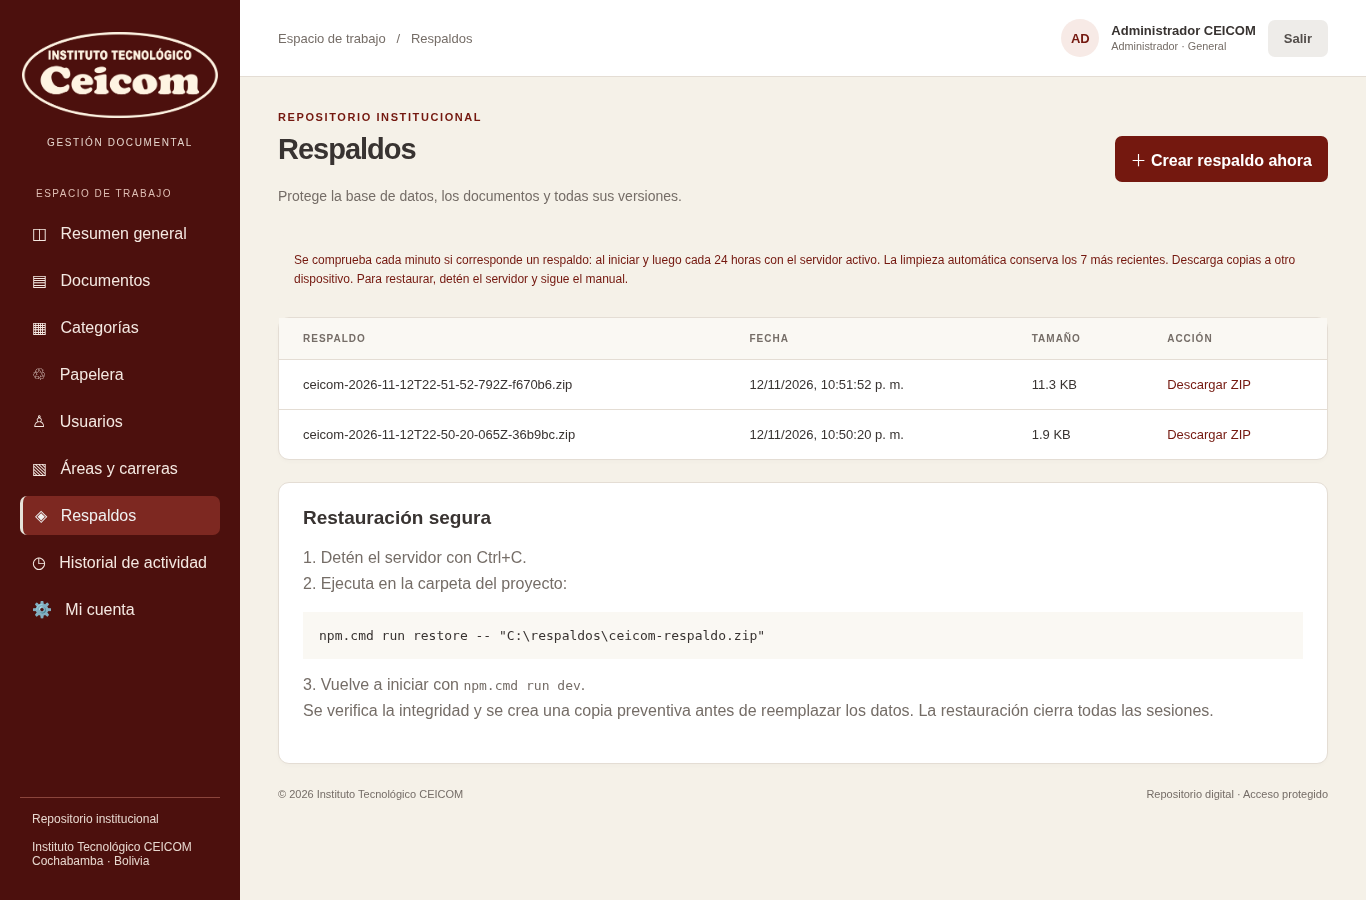 INSTITUTO TECNOLÓGICO
Ceicom
GESTIÓN DOCUMENTAL
ESPACIO DE TRABAJO
Resumen general
Documentos
Categorías
Papelera
Usuarios
Áreas y carreras
Respaldos
Historial de actividad
Mi cuenta
Repositorio institucional
Instituto Tecnológico CEICOM
Cochabamba · Bolivia
Espacio de trabajo / Respaldos
AD
Administrador CEICOM
Administrador · General
Salir
REPOSITORIO INSTITUCIONAL
Respaldos
+ Crear respaldo ahora
Protege la base de datos, los documentos y todas sus versiones.
Se comprueba cada minuto si corresponde un respaldo: al iniciar y luego cada 24 horas con el servidor activo. La limpieza automática conserva los 7 más recientes. Descarga copias a otro
dispositivo. Para restaurar, detén el servidor y sigue el manual.
RESPALDO FECHA TAMAÑO ACCIÓN
ceicom-2026-11-12T22-51-52-792Z-f670b6.zip 12/11/2026, 10:51:52 p. m. 11.3 KB Descargar ZIP
ceicom-2026-11-12T22-50-20-065Z-36b9bc.zip 12/11/2026, 10:50:20 p. m. 1.9 KB Descargar ZIP
Restauración segura
1. Detén el servidor con Ctrl+C.
2. Ejecuta en la carpeta del proyecto:
npm.cmd run restore -- "C:\respaldos\ceicom-respaldo.zip"
3. Vuelve a iniciar con npm.cmd run dev.
Se verifica la integridad y se crea una copia preventiva antes de reemplazar los datos. La restauración cierra todas las sesiones.
© 2026 Instituto Tecnológico CEICOM
Repositorio digital · Acceso protegido